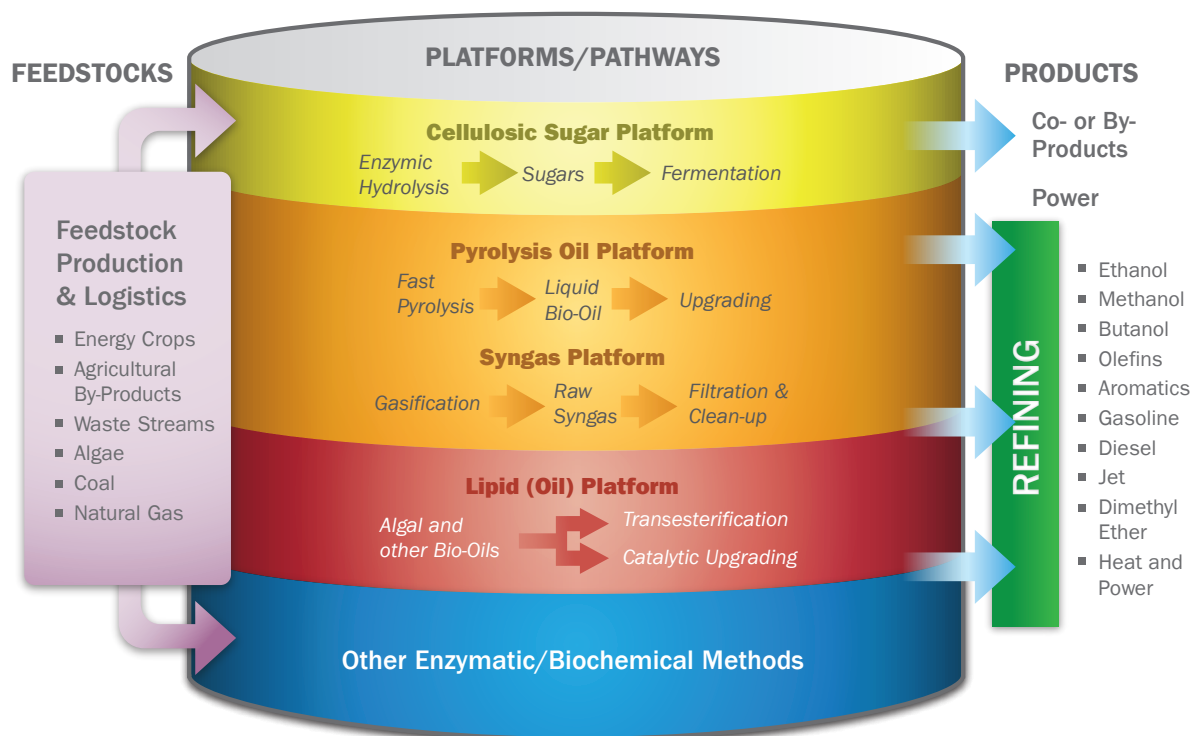 FEEDSTOCKS
Feedstock
Production
& Logistics
Energy Crops
Agricultural
By-Products
Waste Streams
Algae
Coal
Natural Gas
PLATFORMS/PATHWAYS
Cellulosic Sugar Platform
Enzymic
Hydrolysis
Sugars
Fermentation
Pyrolysis Oil Platform
Fast
Pyrolysis
Liquid
Bio-Oil
Upgrading
Syngas Platform
Gasification
Raw
Syngas
Filtration &
Clean-up
Lipid (Oil) Platform
Algal and
other Bio-Oils
Transesterification
Catalytic Upgrading
Other Enzymatic/Biochemical Methods
PRODUCTS
Co- or By-
Products
Power
REFINING
Ethanol
Methanol
Butanol
Olefins
Aromatics
Gasoline
Diesel
Jet
Dimethyl
Ether
Heat and
Power